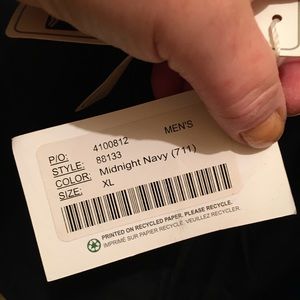 P/O: 4100812 MEN'S
STYLE: 88133
COLOR: Midnight Navy (711)
SIZE: XL
PRINTED ON RECYCLED PAPER, PLEASE RECYCLE.
IMPRIMÉ SUR PAPIER RECYCLÉ, VEUILLEZ RECYCLER.